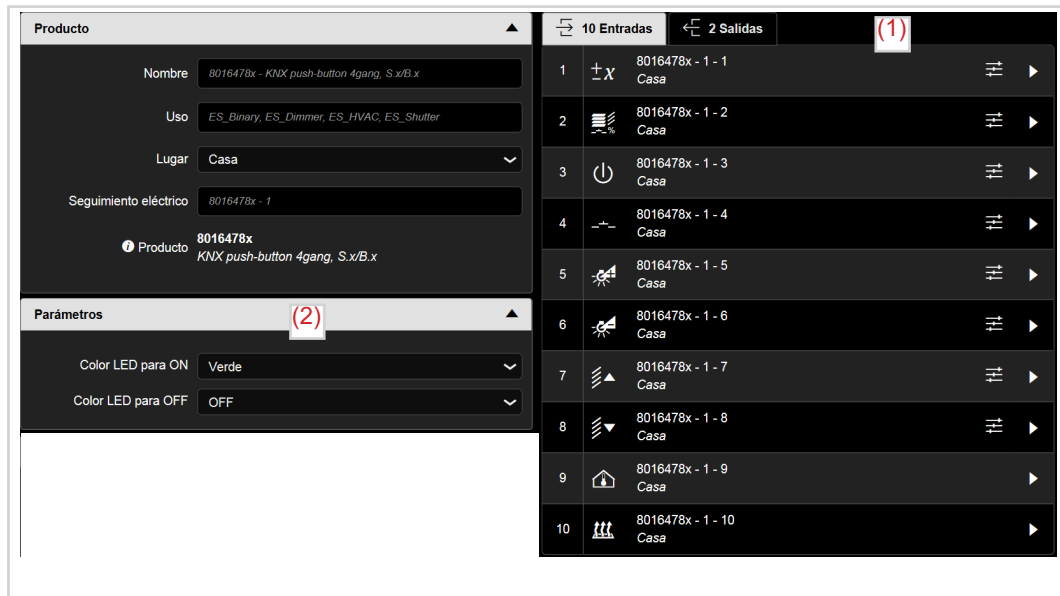 Producto
Nombre
8016478x - KNX push-button 4gang, S.x/B.x
Uso
ES_Binary, ES_Dimmer, ES_HVAC, ES_Shutter
Lugar
Casa
Seguimiento eléctrico
8016478x - 1
Producto
8016478x
KNX push-button 4gang, S.x/B.x
Parámetros
(2)
Color LED para ON
Verde
Color LED para OFF
OFF
10 Entradas
2 Salidas
(1)
1
±x
8016478x - 1 - 1
Casa
2
%
8016478x - 1 - 2
Casa
3
8016478x - 1 - 3
Casa
4
8016478x - 1 - 4
Casa
5
8016478x - 1 - 5
Casa
6
8016478x - 1 - 6
Casa
7
8016478x - 1 - 7
Casa
8
8016478x - 1 - 8
Casa
9
8016478x - 1 - 9
Casa
10
8016478x - 1 - 10
Casa